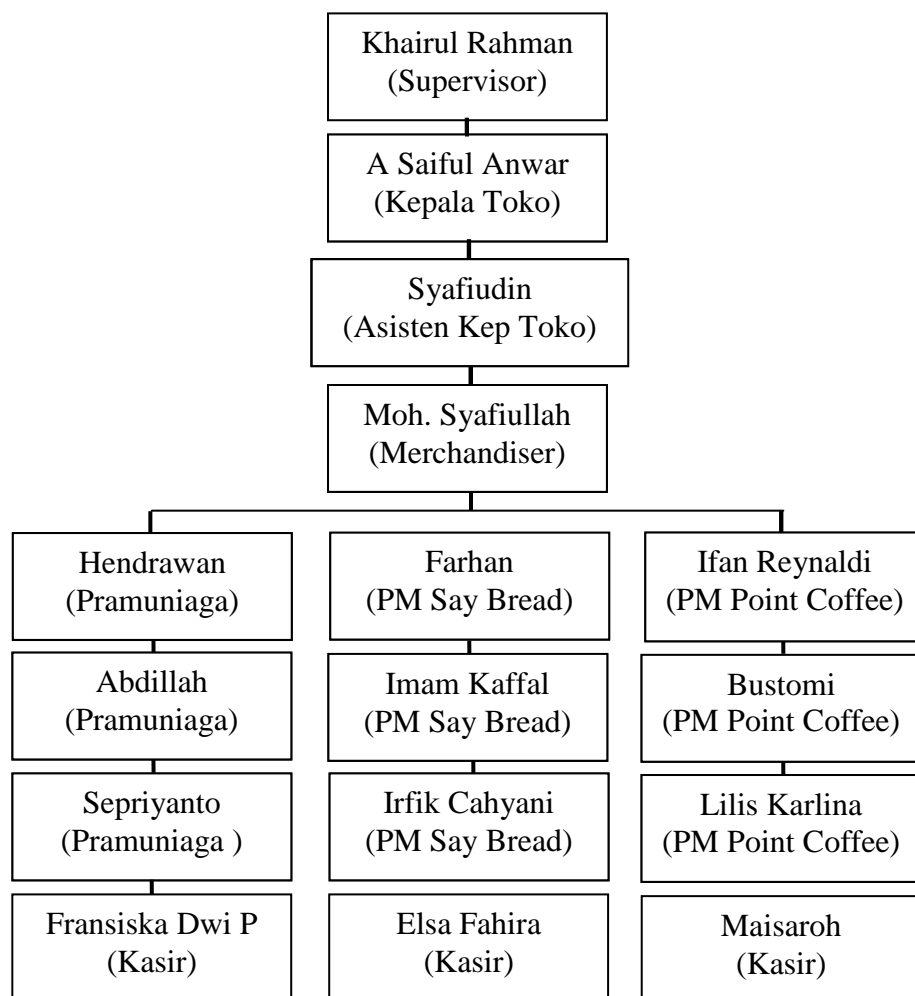 Khairul Rahman
(Supervisor)
A Saiful Anwar
(Kepala Toko)
Syafiudin
(Asisten Kep Toko)
Moh. Syafiullah
(Merchandiser)
Hendrawan
(Pramuniaga)
Farhan
(PM Say Bread)
Ifan Reynaldi
(PM Point Coffee)
Abdillah
(Pramuniaga)
Imam Kaffal
(PM Say Bread)
Bustomi
(PM Point Coffee)
Sepriyanto
(Pramuniaga )
Irfik Cahyani
(PM Say Bread)
Lilis Karlina
(PM Point Coffee)
Fransiska Dwi P
(Kasir)
Elsa Fahira
(Kasir)
Maisaroh
(Kasir)